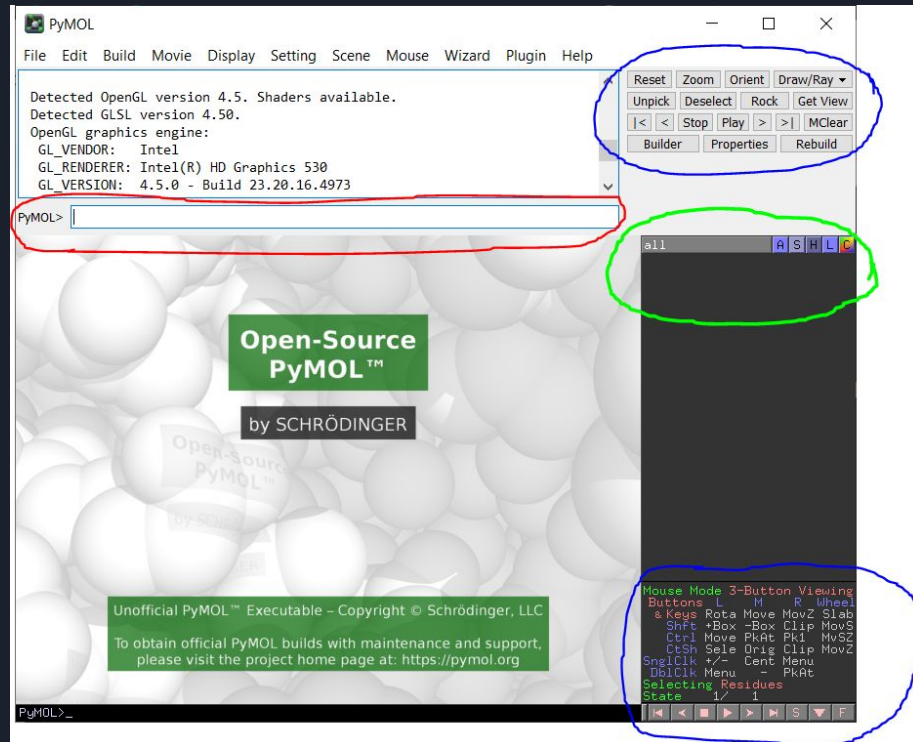 PyMOL
File Edit Build Movie Display Setting Scene Mouse Wizard Plugin Help
Detected OpenGL version 4.5. Shaders available.
Detected GLSL version 4.50.
OpenGL graphics engine:
GL_VENDOR: Intel
GL_RENDERER: Intel(R) HD Graphics 530
GL_VERSION: 4.5.0 - Build 23.20.16.4973
PyMOL>
Reset Zoom Orient Draw/Ray
Unpick Deselect Rock Get View
|< < Stop Play > >| MClear
Builder Properties Rebuild
all A S H L C
Open-Source
PyMOL™
by SCHRÖDINGER
Open-Source
PyMOL™
by SCHRÖDINGER
Unofficial PyMOL™ Executable – Copyright © Schrödinger, LLC
To obtain official PyMOL builds with maintenance and support,
please visit the project home page at: https://pymol.org
Mouse Mode 3-Button Viewing
Buttons L M R Wheel
& Keys Rota Move MovZ Slab
Shft +Box -Box Clip MovS
Ctrl Move PkAt Pk1 MvSZ
CtSh Sele Orig Clip MovZ
SnglClk +/- Cent Menu
DblClk Menu - PkAt
Selecting Residues
State 1/ 1
S F
PyMOL>_